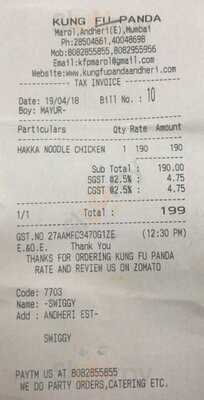 KUNG FU PANDA
Marol,Andheri(E),Mumbai
Ph:28504661,40048698
Mob:8082855855,8082955956
Email:kfpmarol@gmail.com
Website:www.kungfupandaandheri.com
TAX INVOICE
Date: 19/04/18 Bill No.: 10
Boy: MAYUR-
Particulars Qty Rate Amount
HAKKA NOODLE CHICKEN 1 190 190
Sub Total : 190.00
SGST @2.5% : 4.75
CGST @2.5% : 4.75
1/1 Total : 199
GST.NO 27AAMFC3470G1ZE (12:30 PM)
E.&O.E. Thank You
THANKS FOR ORDERING KUNG FU PANDA
RATE AND REVIEW US ON ZOMATO
Code: 7703
Name: -SWIGGY
Add : ANDHERI EST-
SWIGGY
PAYTM US AT 8082855855
WE DO PARTY ORDERS,CATERING ETC.